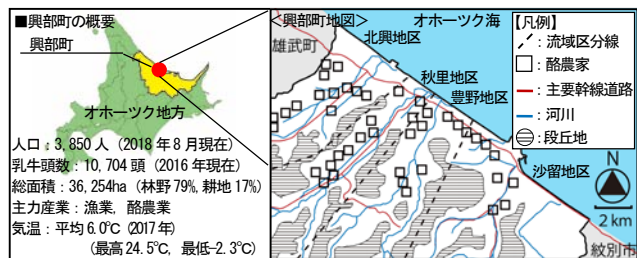 ■興部町の概要
興部町
オホーツク地方
人口：3,850人（2018年8月現在）
乳牛頭数：10,704頭（2016年現在）
総面積：36,254ha（林野79%，耕地17%）
主力産業：漁業，酪農業
気温：平均6.0℃（2017年）
（最高24.5℃，最低−2.3℃）
＜興部町地図＞
オホーツク海
雄武町
北興地区
秋里地区
豊野地区
沙留地区
紋別市
【凡例】
：流域区分線
：酪農家
：主要幹線道路
：河川
：段丘地
N
2 km